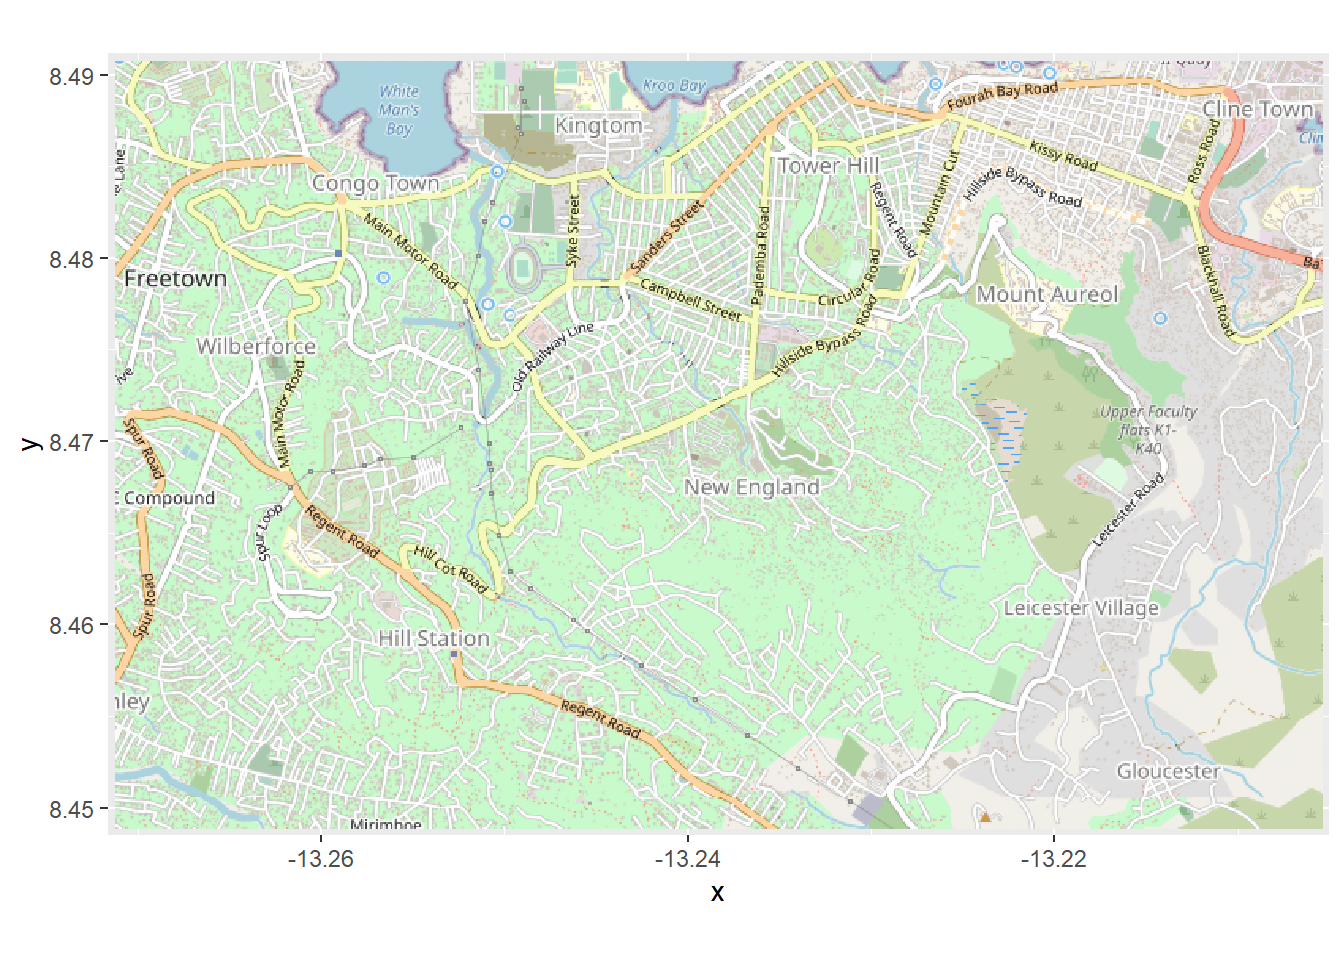 8.49
8.48
8.47
8.46
8.45
y
-13.26
-13.24
-13.22
x
White
Man's
Bay
Kroo Bay
Kingtom
Fourah Bay Road
Quay
Cline Town
Lane
Congo Town
Tower Hill
Kissy Road
Ross Road
Mountain Cut
Hillside Bypass Road
Regent Road
Main Motor Road
Syke Street
Sanders Street
Pademba Road
Circular Road
Blackhall Road
Freetown
Campbell Street
Mount Aureol
Wilberforce
Old Railway Line
Hillside Bypass Road
Main Motor Road
Upper Faculty
flats K1-
K40
Spur Road
Compound
New England
Spur Loop
Regent Road
Hill Cot Road
Leicester Road
Spur Road
Leicester Village
Hill Station
Regent Road
Gloucester